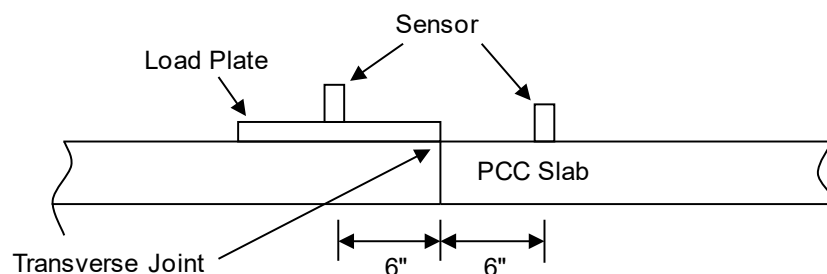 Sensor
Load Plate
PCC Slab
Transverse Joint
6"
6"